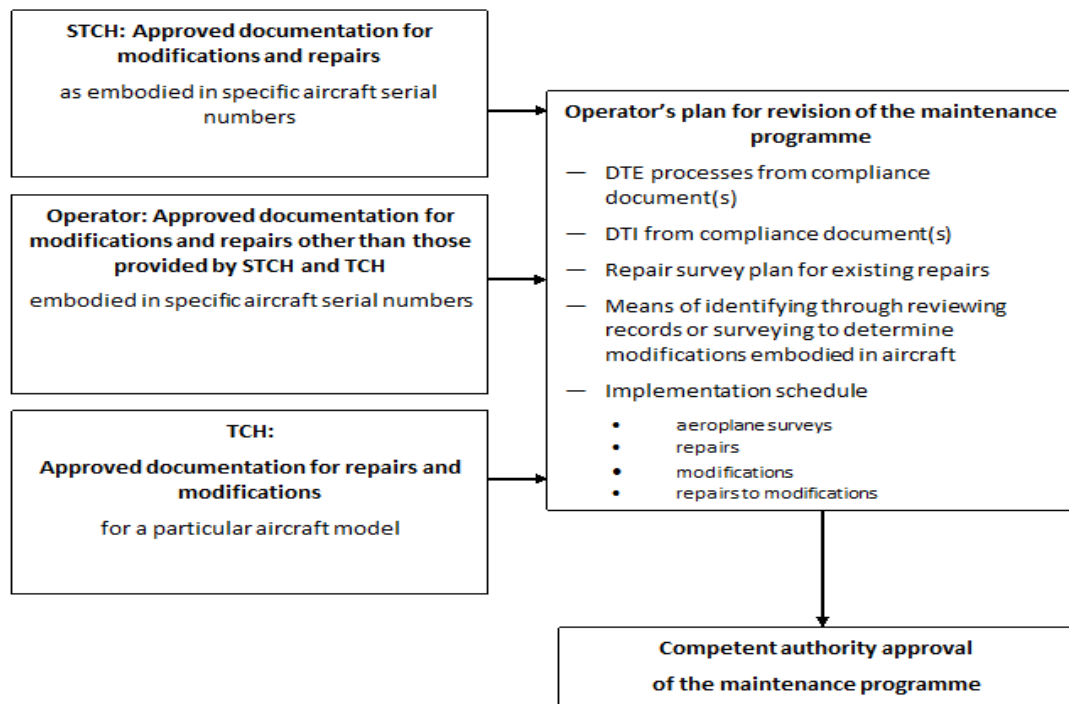 STCH: Approved documentation for
modifications and repairs
as embodied in specific aircraft serial
numbers
Operator: Approved documentation for
modifications and repairs other than those
provided by STCH and TCH
embodied in specific aircraft serial numbers
TCH:
Approved documentation for repairs and
modifications
for a particular aircraft model
Operator’s plan for revision of the maintenance
programme
— DTE processes from compliance
document(s)
— DTI from compliance document(s)
— Repair survey plan for existing repairs
— Means of identifying through reviewing
records or surveying to determine
modifications embodied in aircraft
— Implementation schedule
• aeroplane surveys
• repairs
• modifications
• repairs to modifications
Competent authority approval
of the maintenance programme